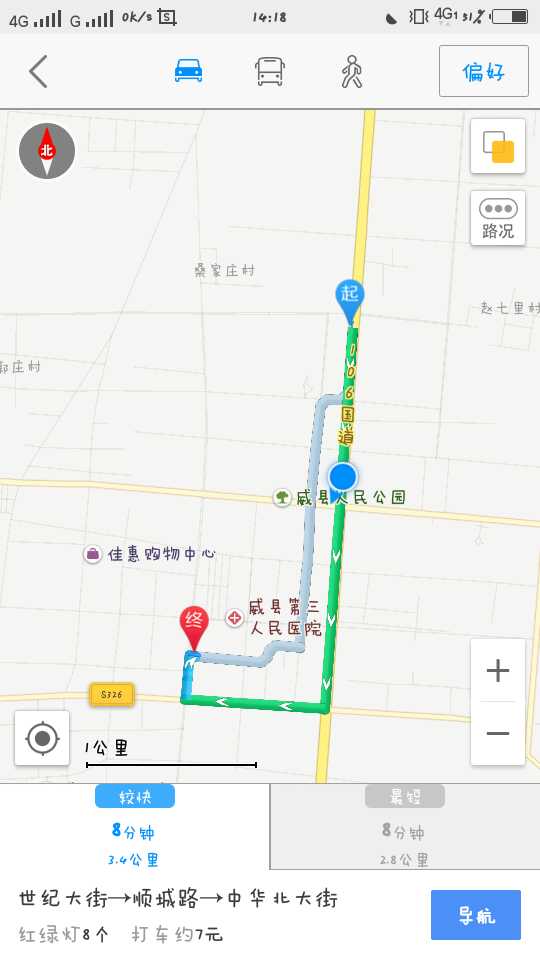 4G G 0k/s 14:18 4G 31%
偏好
北
路况
桑家庄村
起
赵七里村
106国道
郭庄村
威县人民公园
佳惠购物中心
威县第三
人民医院
终
S326
1公里
较快
最短
8分钟
8分钟
3.4公里
2.8公里
世纪大街→顺城路→中华北大街
红绿灯8个 打车约7元
导航